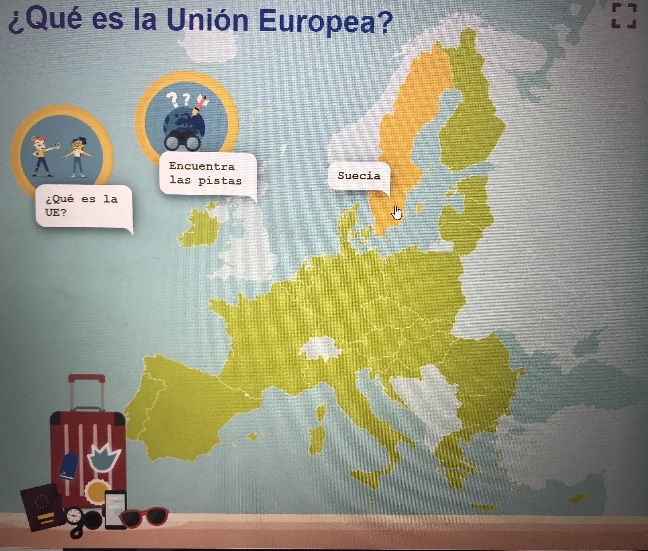 ¿Qué es la Unión Europea?
Encuentra
las pistas
¿Qué es la
UE?
Suecia